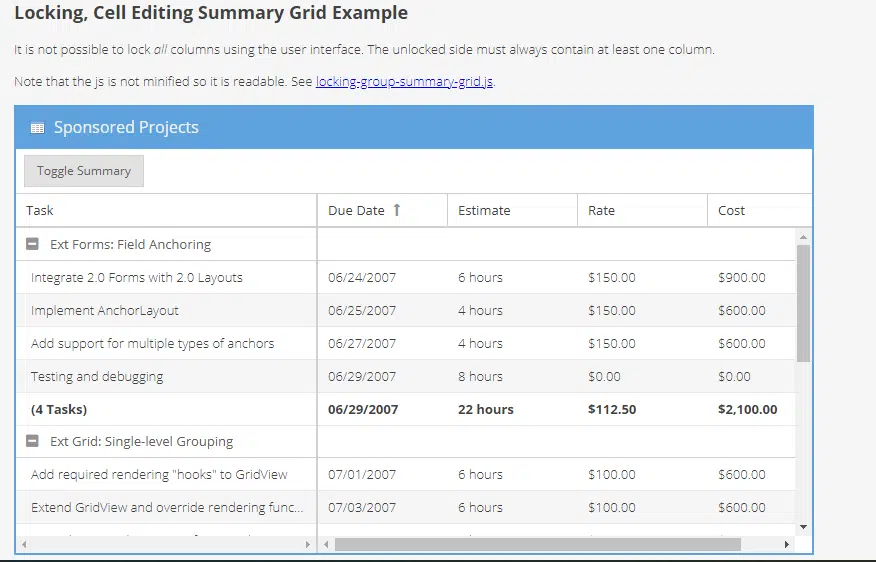 Locking, Cell Editing Summary Grid Example
It is not possible to lock all columns using the user interface. The unlocked side must always contain at least one column.
Note that the js is not minified so it is readable. See locking-group-summary-grid.js.
Sponsored Projects
Toggle Summary
Task Due Date ↑ Estimate Rate Cost
Ext Forms: Field Anchoring
Integrate 2.0 Forms with 2.0 Layouts 06/24/2007 6 hours $150.00 $900.00
Implement AnchorLayout 06/25/2007 4 hours $150.00 $600.00
Add support for multiple types of anchors 06/27/2007 4 hours $150.00 $600.00
Testing and debugging 06/29/2007 8 hours $0.00 $0.00
(4 Tasks) 06/29/2007 22 hours $112.50 $2,100.00
Ext Grid: Single-level Grouping
Add required rendering "hooks" to GridView 07/01/2007 6 hours $100.00 $600.00
Extend GridView and override rendering func... 07/03/2007 6 hours $100.00 $600.00